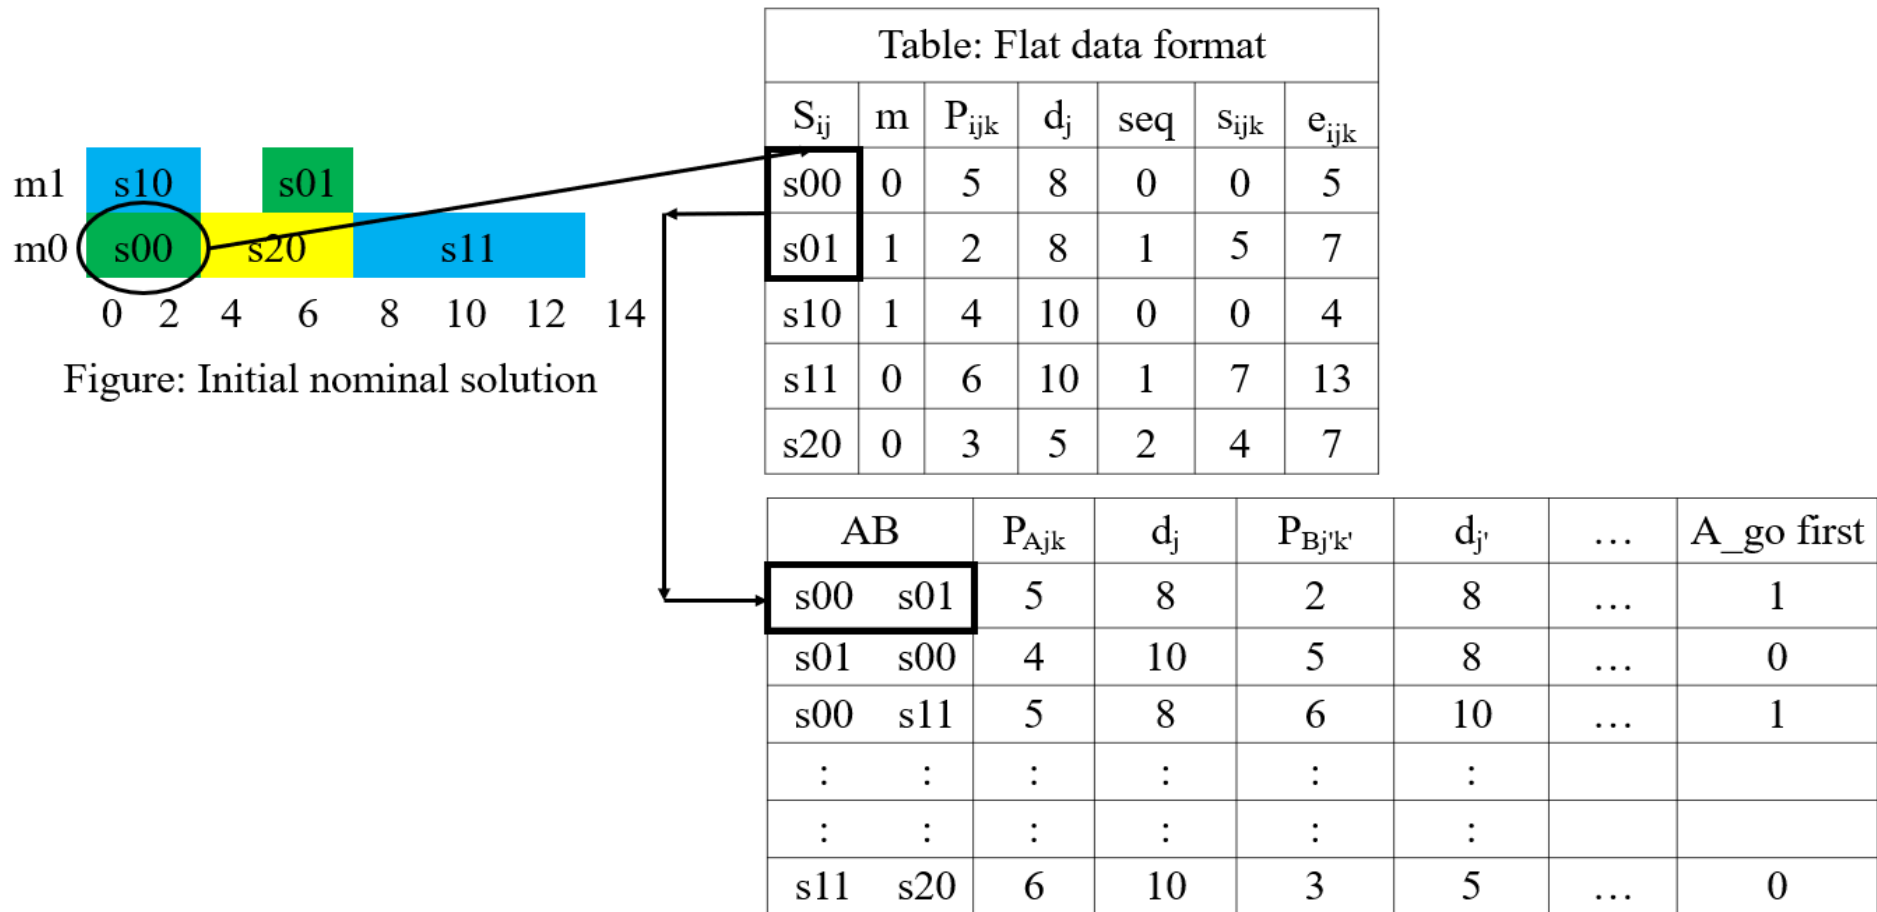 m1 s10 s01
m0 s00 s20 s11
0 2 4 6 8 10 12 14
Figure: Initial nominal solution
Table: Flat data format
Sij m Pijk dj seq sijk eijk
s00 0 5 8 0 0 5
s01 1 2 8 1 5 7
s10 1 4 10 0 0 4
s11 0 6 10 1 7 13
s20 0 3 5 2 4 7
AB PAjk dj PBj'k' dj' … A_go first
s00 s01 5 8 2 8 … 1
s01 s00 4 10 5 8 … 0
s00 s11 5 8 6 10 … 1
: : : : : :
: : : : : :
s11 s20 6 10 3 5 … 0